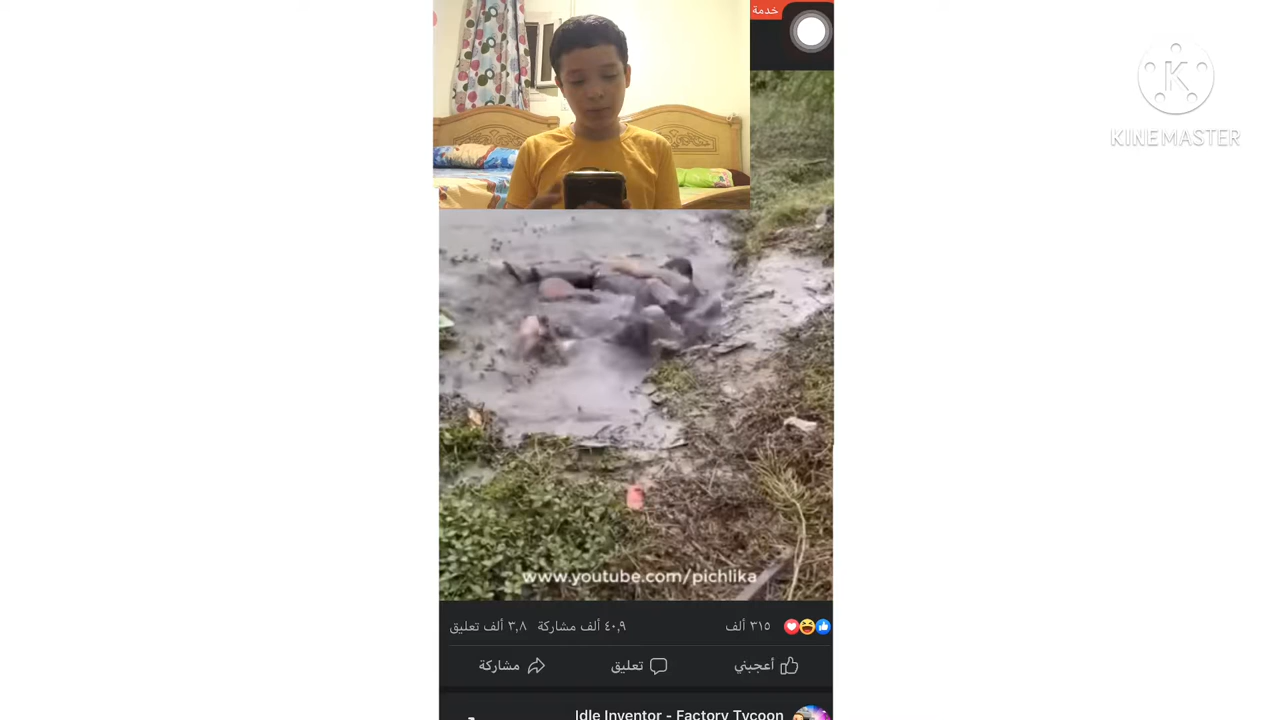 خدمة
KINEMASTER
www.youtube.com/pichlika
٣١٥ ألف
٤٠,٩ ألف مشاركة
٣,٨ ألف تعليق
أعجبني
تعليق
مشاركة
Idle Inventor - Factory Tycoon